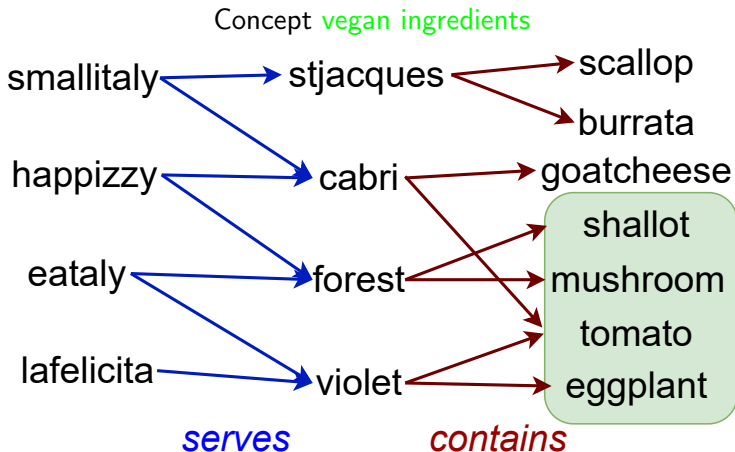 Concept vegan ingredients
smallitaly
happizzy
eataly
lafelicita
stjacques
cabri
forest
violet
scallop
burrata
goatcheese
shallot
mushroom
tomato
eggplant
serves
contains